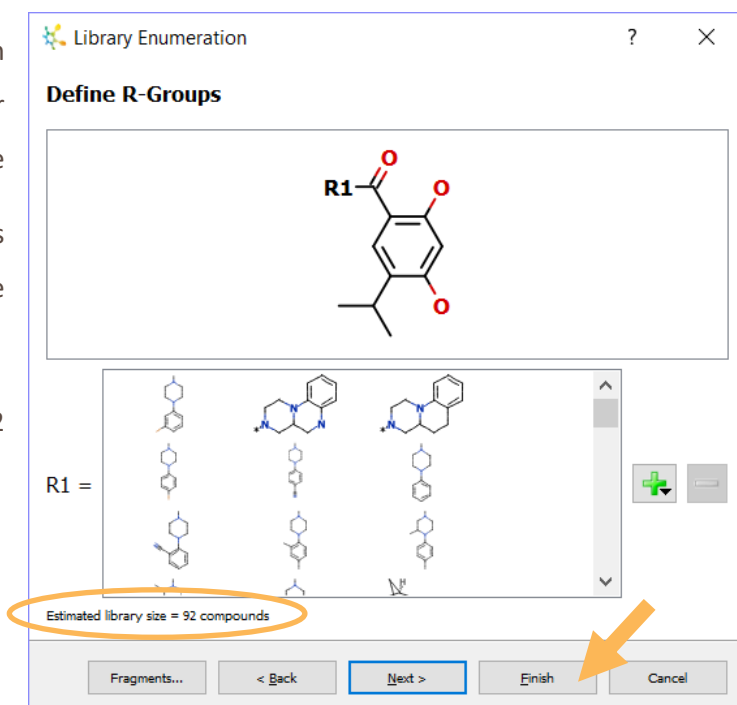 Library Enumeration ? ×
Define R-Groups
O
R1 O
O
N N
*N N *N
R1 =
H
N
Estimated library size = 92 compounds
Fragments... < Back Next > Finish Cancel